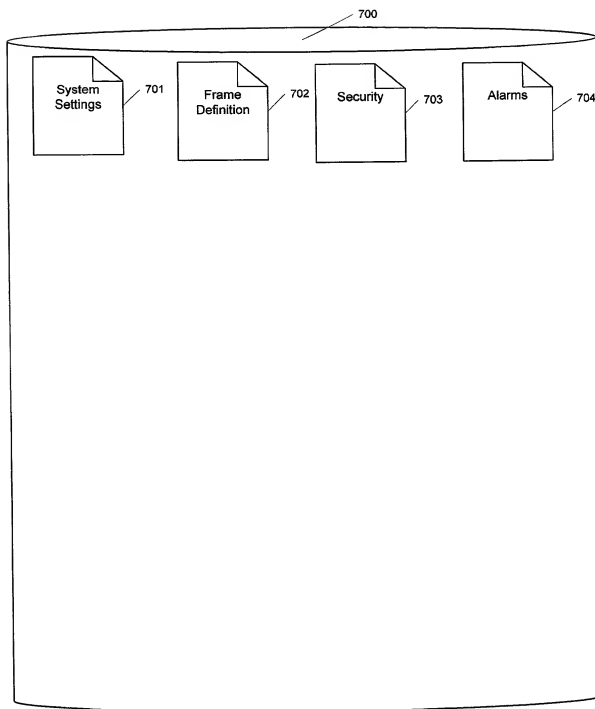 700
System
Settings
701
Frame
Definition
702
Security
703
Alarms
704